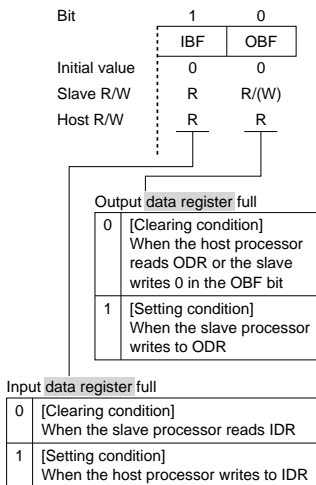 Bit 1 0
IBF OBF
Initial value 0 0
Slave R/W R R/(W)
Host R/W R R
Output data register full
0 [Clearing condition]
When the host processor
reads ODR or the slave
writes 0 in the OBF bit
1 [Setting condition]
When the slave processor
writes to ODR
Input data register full
0 [Clearing condition]
When the slave processor reads IDR
1 [Setting condition]
When the host processor writes to IDR